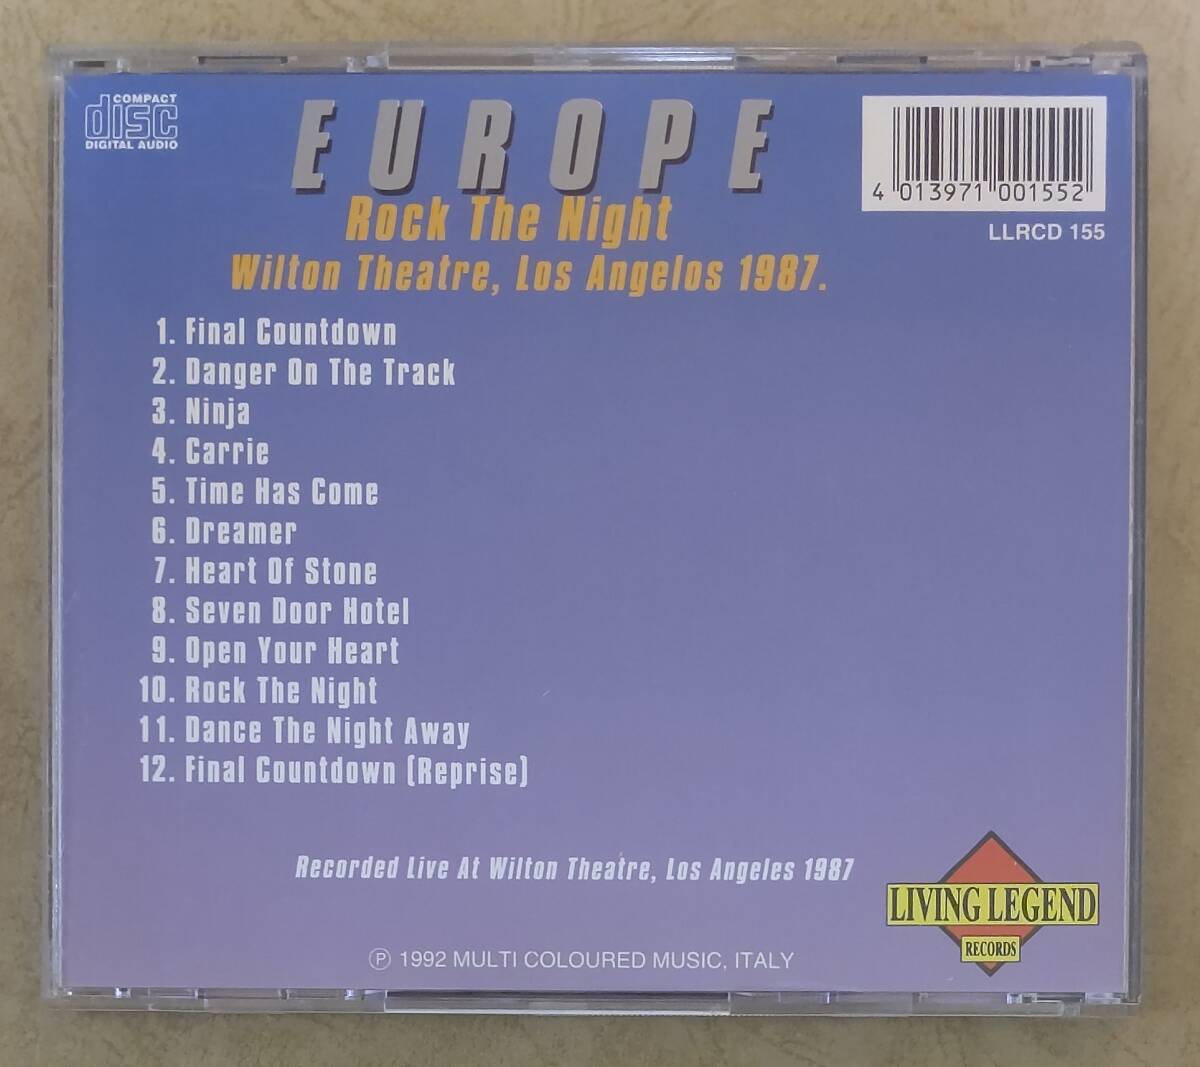 COMPACT
disc
DIGITAL AUDIO
EUROPE
Rock The Night
Wilton Theatre, Los Angelos 1987.
4 013971 001552
LLRCD 155
1. Final Countdown
2. Danger On The Track
3. Ninja
4. Carrie
5. Time Has Come
6. Dreamer
7. Heart Of Stone
8. Seven Door Hotel
9. Open Your Heart
10. Rock The Night
11. Dance The Night Away
12. Final Countdown (Reprise)
Recorded Live At Wilton Theatre, Los Angeles 1987
LIVING LEGEND
RECORDS
℗ 1992 MULTI COLOURED MUSIC, ITALY